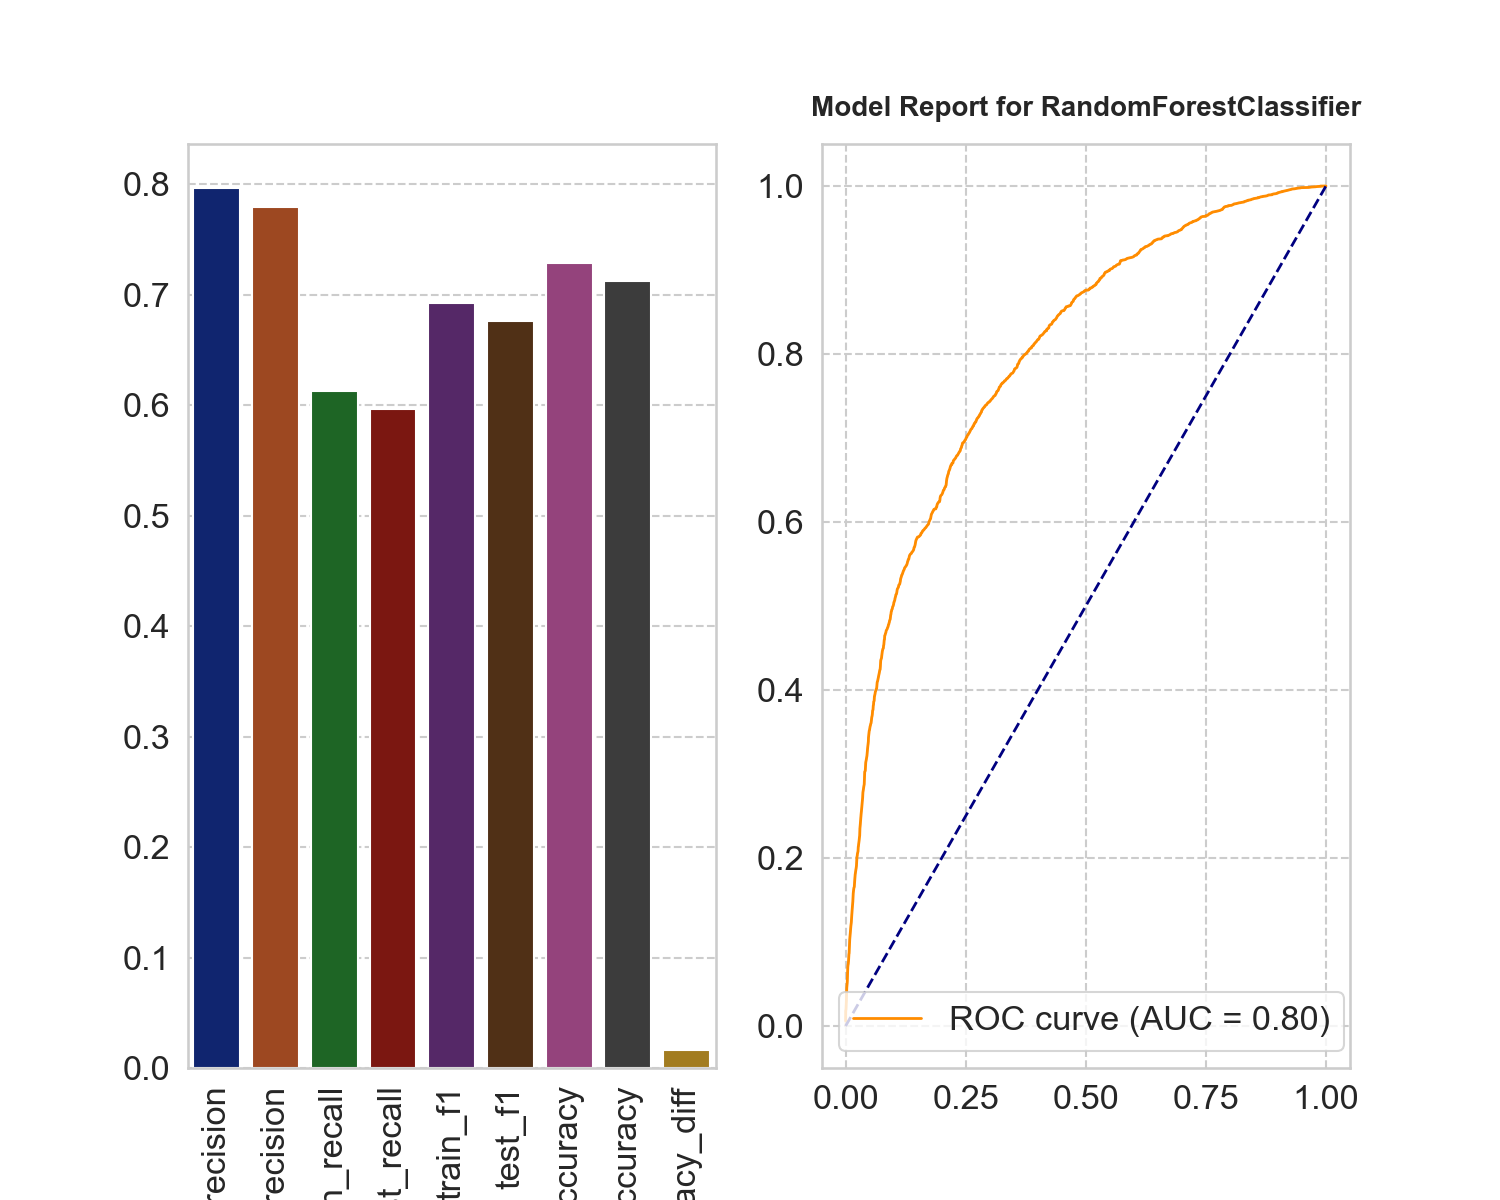 Model Report for RandomForestClassifier
0.8
0.7
0.6
0.5
0.4
0.3
0.2
0.1
0.0
recision
recision
n_recall
t_recall
train_f1
test_f1
ccuracy
ccuracy
acy_diff
1.0
0.8
0.6
0.4
0.2
0.0
ROC curve (AUC = 0.80)
0.00 0.25 0.50 0.75 1.00